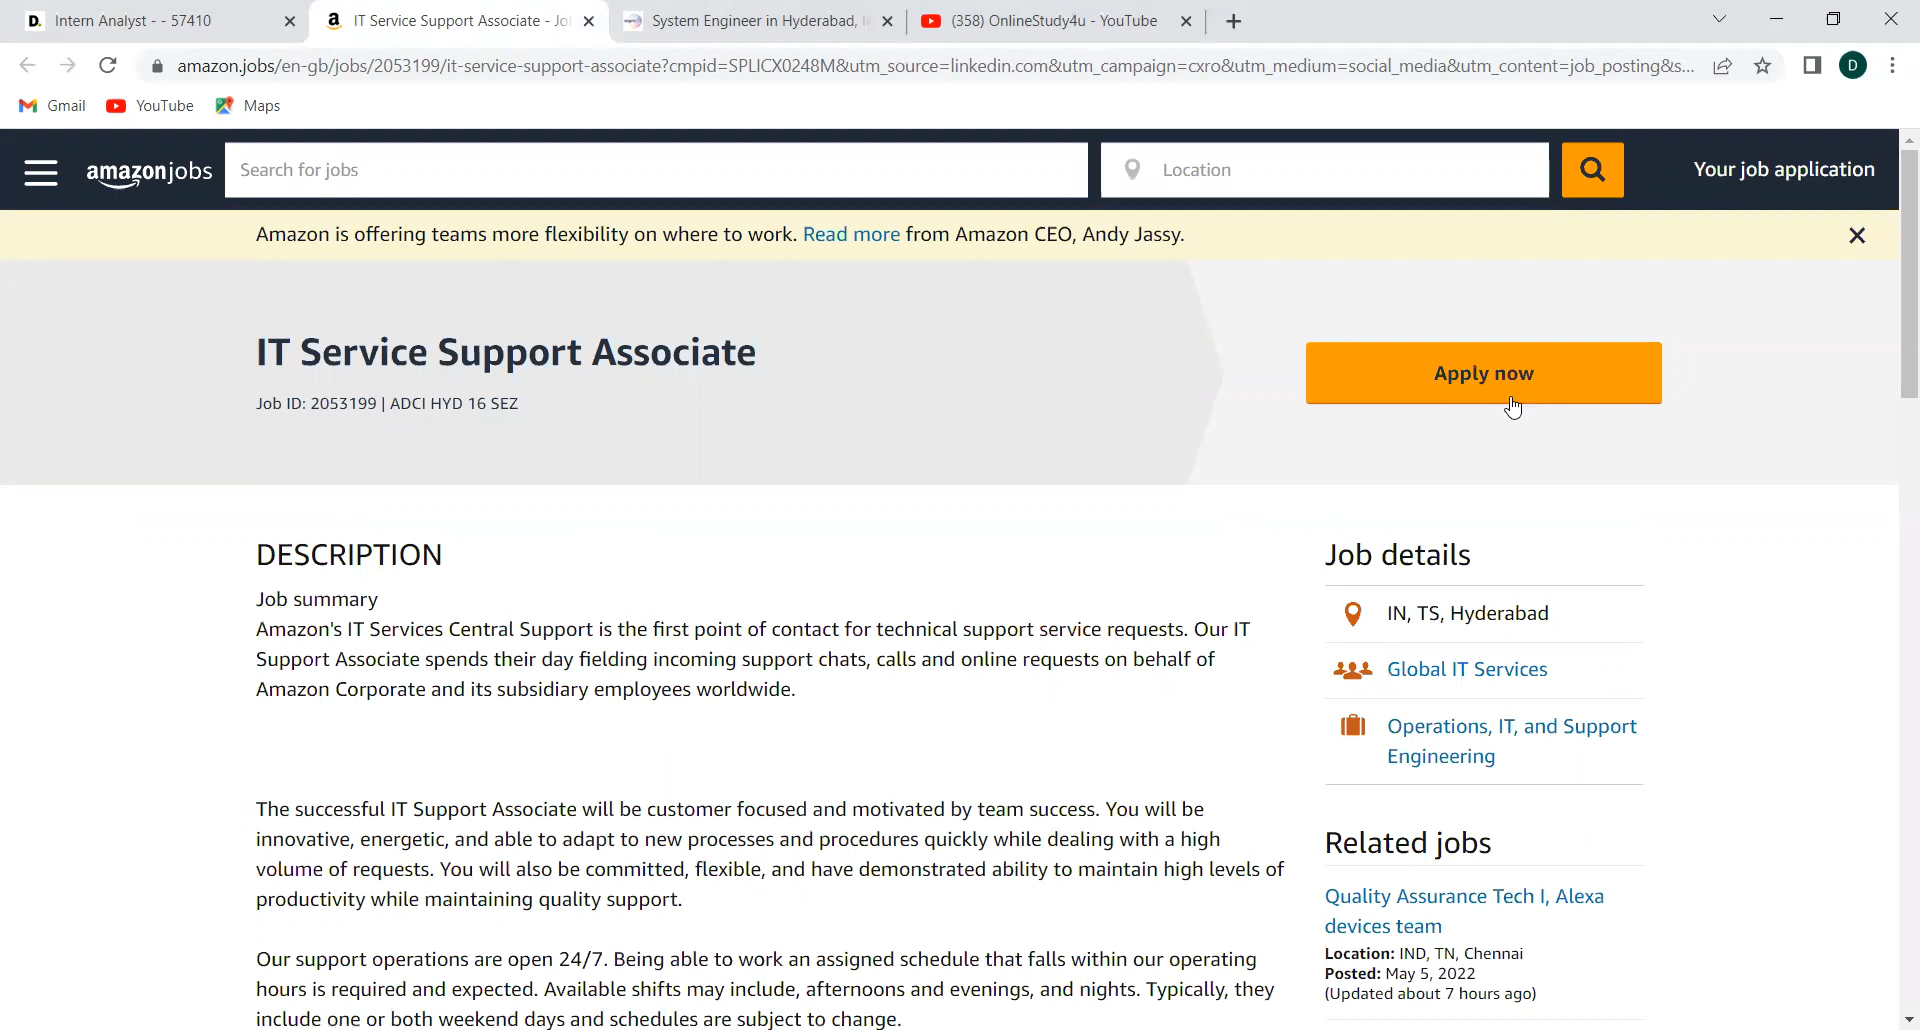 D. Intern Analyst - - 57410
a IT Service Support Associate - Jo
System Engineer in Hyderabad,
(358) OnlineStudy4u - YouTube
amazon.jobs/en-gb/jobs/2053199/it-service-support-associate?cmpid=SPLICX0248M&utm_source=linkedin.com&utm_campaign=cxro&utm_medium=social_media&utm_content=job_posting&s...
D
Gmail YouTube Maps
amazonjobs
Search for jobs
Location
Your job application
Amazon is offering teams more flexibility on where to work. Read more from Amazon CEO, Andy Jassy.
IT Service Support Associate
Job ID: 2053199 | ADCI HYD 16 SEZ
Apply now
DESCRIPTION
Job summary
Amazon's IT Services Central Support is the first point of contact for technical support service requests. Our IT
Support Associate spends their day fielding incoming support chats, calls and online requests on behalf of
Amazon Corporate and its subsidiary employees worldwide.
The successful IT Support Associate will be customer focused and motivated by team success. You will be
innovative, energetic, and able to adapt to new processes and procedures quickly while dealing with a high
volume of requests. You will also be committed, flexible, and have demonstrated ability to maintain high levels of
productivity while maintaining quality support.
Our support operations are open 24/7. Being able to work an assigned schedule that falls within our operating
hours is required and expected. Available shifts may include, afternoons and evenings, and nights. Typically, they
include one or both weekend days and schedules are subject to change.
Job details
IN, TS, Hyderabad
Global IT Services
Operations, IT, and Support
Engineering
Related jobs
Quality Assurance Tech I, Alexa
devices team
Location: IND, TN, Chennai
Posted: May 5, 2022
(Updated about 7 hours ago)